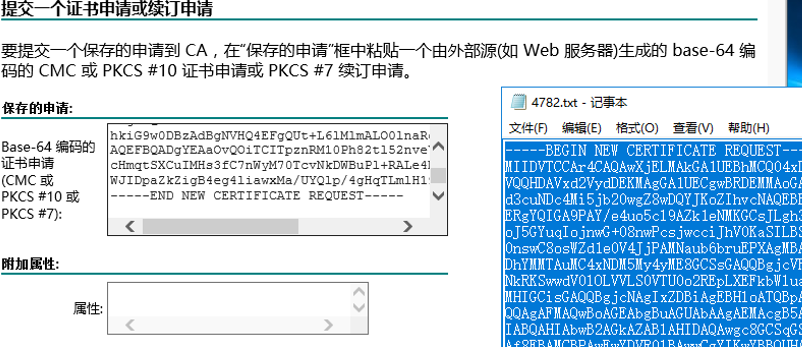 提交一个证书申请或续订申请
要提交一个保存的申请到 CA，在“保存的申请”框中粘贴一个由外部源(如 Web 服务器)生成的 base-64 编
码的 CMC 或 PKCS #10 证书申请或 PKCS #7 续订申请。
保存的申请:
Base-64 编码的
证书申请
(CMC 或
PKCS #10 或
PKCS #7):
hkiG9w0DBzAdBgNVHQ4EFgQUt+L6lMlmALO0lnaR
AQEFBQADgYEAaOvQOiTCITpznRM10Ph82tl52nve
cHmqtSXCuIMHs3fC7nWyM70TcvNkDWBuPl+RALe4
WJIDpaZkZigB4eg4liawxMa/UYQlp/4gHqTLmlH1
-----END NEW CERTIFICATE REQUEST-----
附加属性:
属性:
4782.txt - 记事本
文件(F) 编辑(E) 格式(O) 查看(V) 帮助(H)
-----BEGIN NEW CERTIFICATE REQUEST-----
MIIDVTCCAr4CAQAwXjELMAkGA1UEBhMCQ04xD
VQQHDAVxd2VydDEKMAgGA1UECgwBRDEMMAoGA
d3cuNDc4Mi5jb20wgZ8wDQYJKoZIhvcNAQEBB
ERgYQIGA9PAY/e4uo5c19AZk1eNMKGCsJLgh3
oJ5GYuqIojnwG+08nwPcsjwcciJhV0KaSILBS
OnswC8osWZd1e0V4JjPAMNaub6bruEPXAgMBA
DhYMMTAuMC4xNDM5My4yME8GCSsGAQQBgjcVF
NkRKSwwdV01OLVVLS0VTU0o2REpLXEFkbW1ua
MHIGCisGAQQBgjcNAgIxZDBiAgEBHloATQBpA
QQAgAFMAQwBoAGEAbgBuAGUAbAAgAEMAcgB5A
IABQAHIAbwB2AGkAZAB1AHIDAQAwgc8GCSqGS